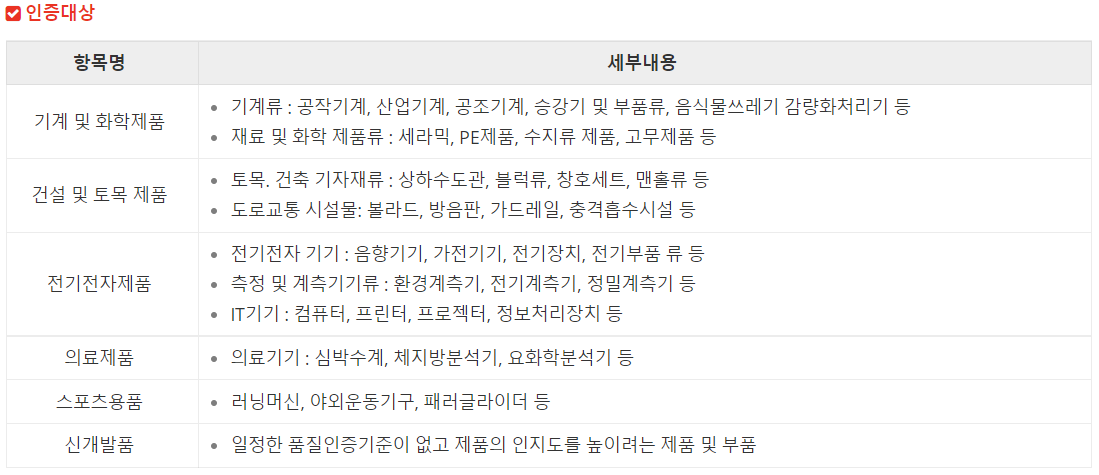 인증대상
항목명 세부내용
기계 및 화학제품
기계류 : 공작기계, 산업기계, 공조기계, 승강기 및 부품류, 음식물쓰레기 감량화처리기 등
재료 및 화학 제품류 : 세라믹, PE제품, 수지류 제품, 고무제품 등
건설 및 토목 제품
토목. 건축 기자재류 : 상하수도관, 블럭류, 창호세트, 맨홀류 등
도로교통 시설물: 볼라드, 방음판, 가드레일, 충격흡수시설 등
전기전자제품
전기전자 기기 : 음향기기, 가전기기, 전기장치, 전기부품 류 등
측정 및 계측기기류 : 환경계측기, 전기계측기, 정밀계측기 등
IT기기 : 컴퓨터, 프린터, 프로젝터, 정보처리장치 등
의료제품
의료기기 : 심박수계, 체지방분석기, 요화학분석기 등
스포츠용품
러닝머신, 야외운동기구, 패러글라이더 등
신개발품
일정한 품질인증기준이 없고 제품의 인지도를 높이려는 제품 및 부품